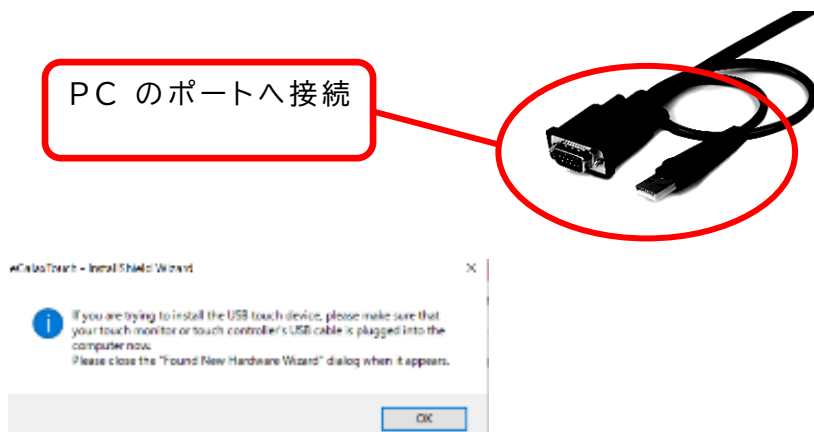 PC のポートへ接続
eGalaxTouch - InstallShield Wizard
If you are trying to install the USB touch device, please make sure that
your touch monitor or touch controller's USB cable is plugged into the
computer now.
Please close the "Found New Hardware Wizard" dialog when it appears.
OK